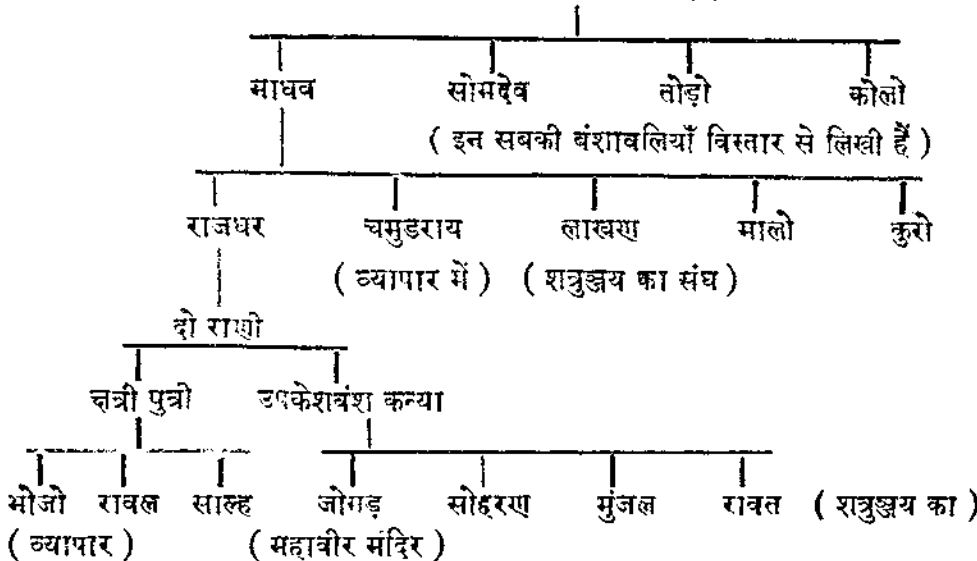 माधव सोमदेव तोड़ो कोलो
( इन सबकी बंशावलियाँ विस्तार से लिखी हैं )
राजधर चमुडराय लाखण मालो कुरो
( व्यापार में ) ( शत्रुञ्जय का संघ )
दो राणी
क्षत्री पुत्री उपकेशवंश कन्या
भोजो रावल साल्ह जोगड़ सोहरण मुंजल रावत ( शत्रुञ्जय का )
( व्यापार ) ( महावीर मंदिर )